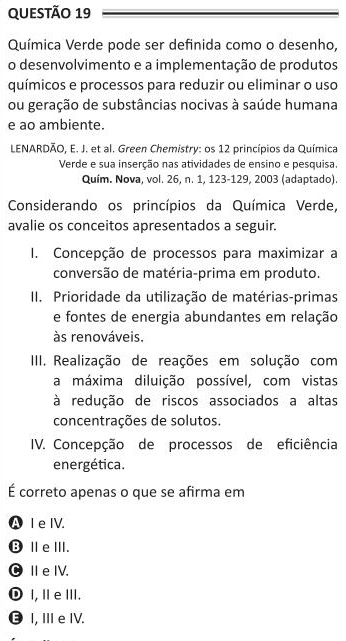 QUESTÃO 19
Química Verde pode ser definida como o desenho,
o desenvolvimento e a implementação de produtos
químicos e processos para reduzir ou eliminar o uso
ou geração de substâncias nocivas à saúde humana
e ao ambiente.
LENARDÃO, E. J. et al. Green Chemistry: os 12 princípios da Química
Verde e sua inserção nas atividades de ensino e pesquisa.
Quím. Nova, vol. 26, n. 1, 123-129, 2003 (adaptado).
Considerando os princípios da Química Verde,
avalie os conceitos apresentados a seguir.
I. Concepção de processos para maximizar a
conversão de matéria-prima em produto.
II. Prioridade da utilização de matérias-primas
e fontes de energia abundantes em relação
às renováveis.
III. Realização de reações em solução com
a máxima diluição possível, com vistas
à redução de riscos associados a altas
concentrações de solutos.
IV. Concepção de processos de eficiência
energética.
É correto apenas o que se afirma em
A I e IV.
B II e III.
C II e IV.
D I, II e III.
E I, III e IV.